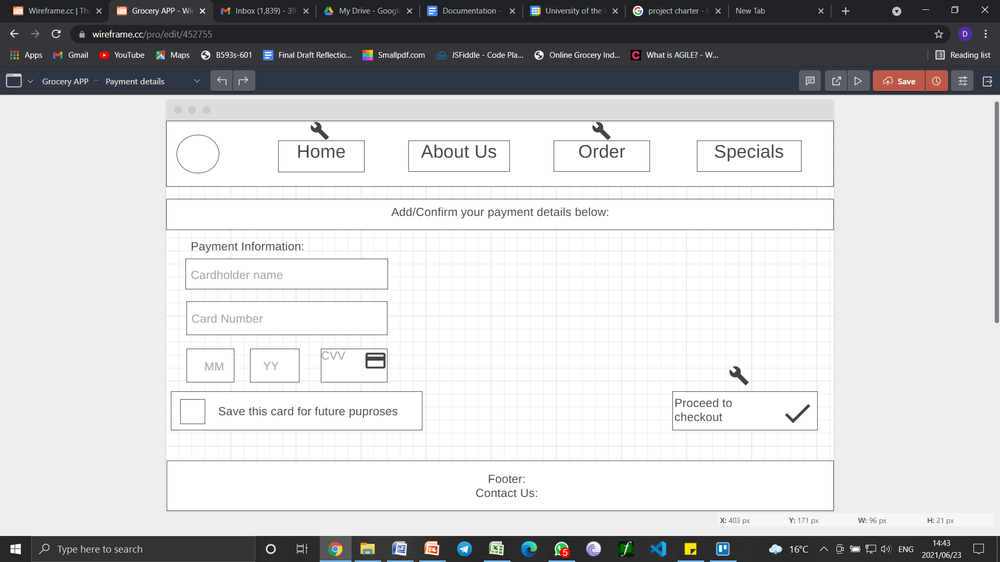 Wireframe.cc | The
Grocery APP - Wir
Inbox (1,839) - 39
My Drive - Google
Documentation -
23
University of the
project charter -
New Tab
wireframe.cc/pro/edit/452755
D
Apps
Gmail
YouTube
Maps
B593s-601
Final Draft Reflectio...
Smallpdf.com
JSFiddle - Code Pla...
Online Grocery Ind...
C
What is AGILE? - W...
Reading list
Grocery APP – Payment details
Save
Home
About Us
Order
Specials
Add/Confirm your payment details below:
Payment Information:
Cardholder name
Card Number
MM
YY
CVV
Save this card for future puproses
Proceed to
checkout
Footer:
Contact Us:
X: 403 px
Y: 171 px
W: 96 px
H: 21 px
Type here to search
5
16°C
ENG
14:43
2021/06/23